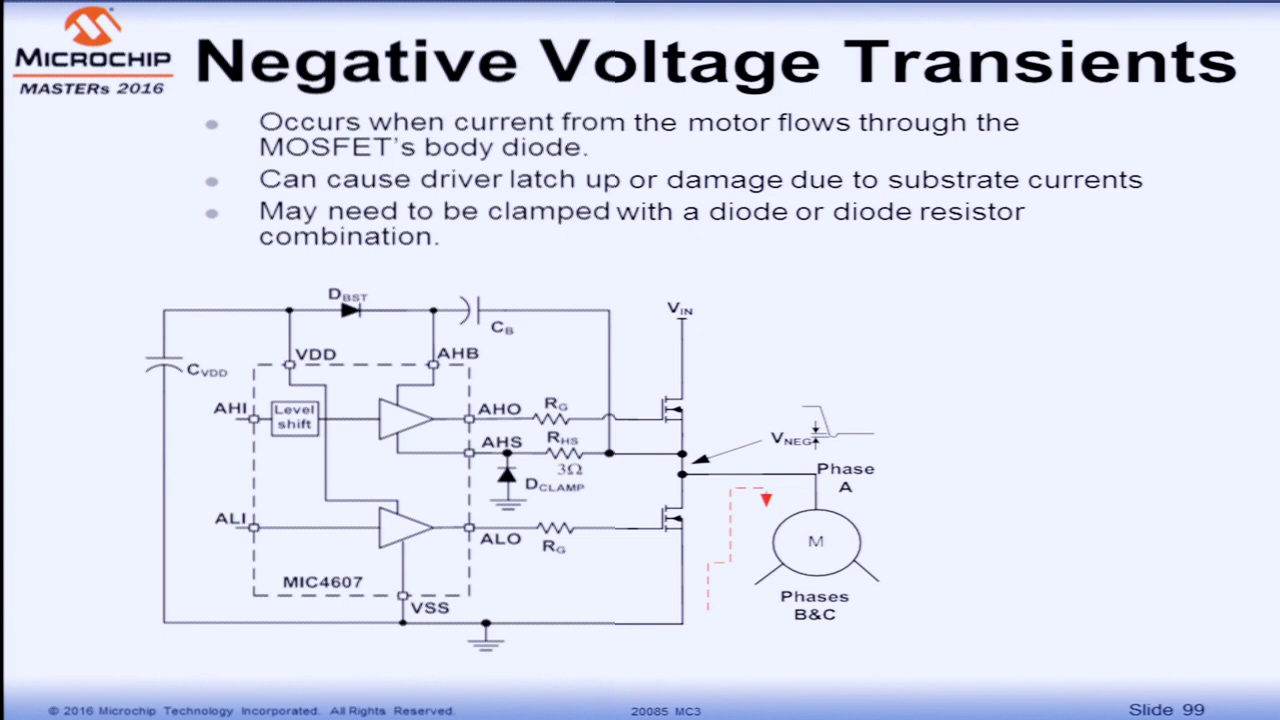 MICROCHIP
MASTERs 2016
Negative Voltage Transients
Occurs when current from the motor flows through the
MOSFET's body diode.
Can cause driver latch up or damage due to substrate currents
May need to be clamped with a diode or diode resistor
combination.
DBST
CB
VIN
VDD
AHB
CVDD
AHI
Level
shift
AHO
RG
AHS
RHS
3Ω
DCLAMP
VNEG
Phase
A
ALI
ALO
RG
M
MIC4607
VSS
Phases
B&C
© 2016 Microchip Technology Incorporated. All Rights Reserved.
20085 MC3
Slide 99